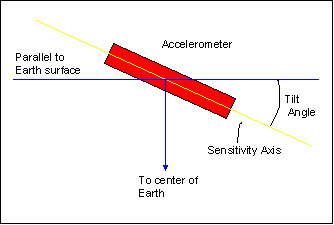 Accelerometer
Parallel to
Earth surface
Tilt
Angle
Sensitivity Axis
To center of
Earth